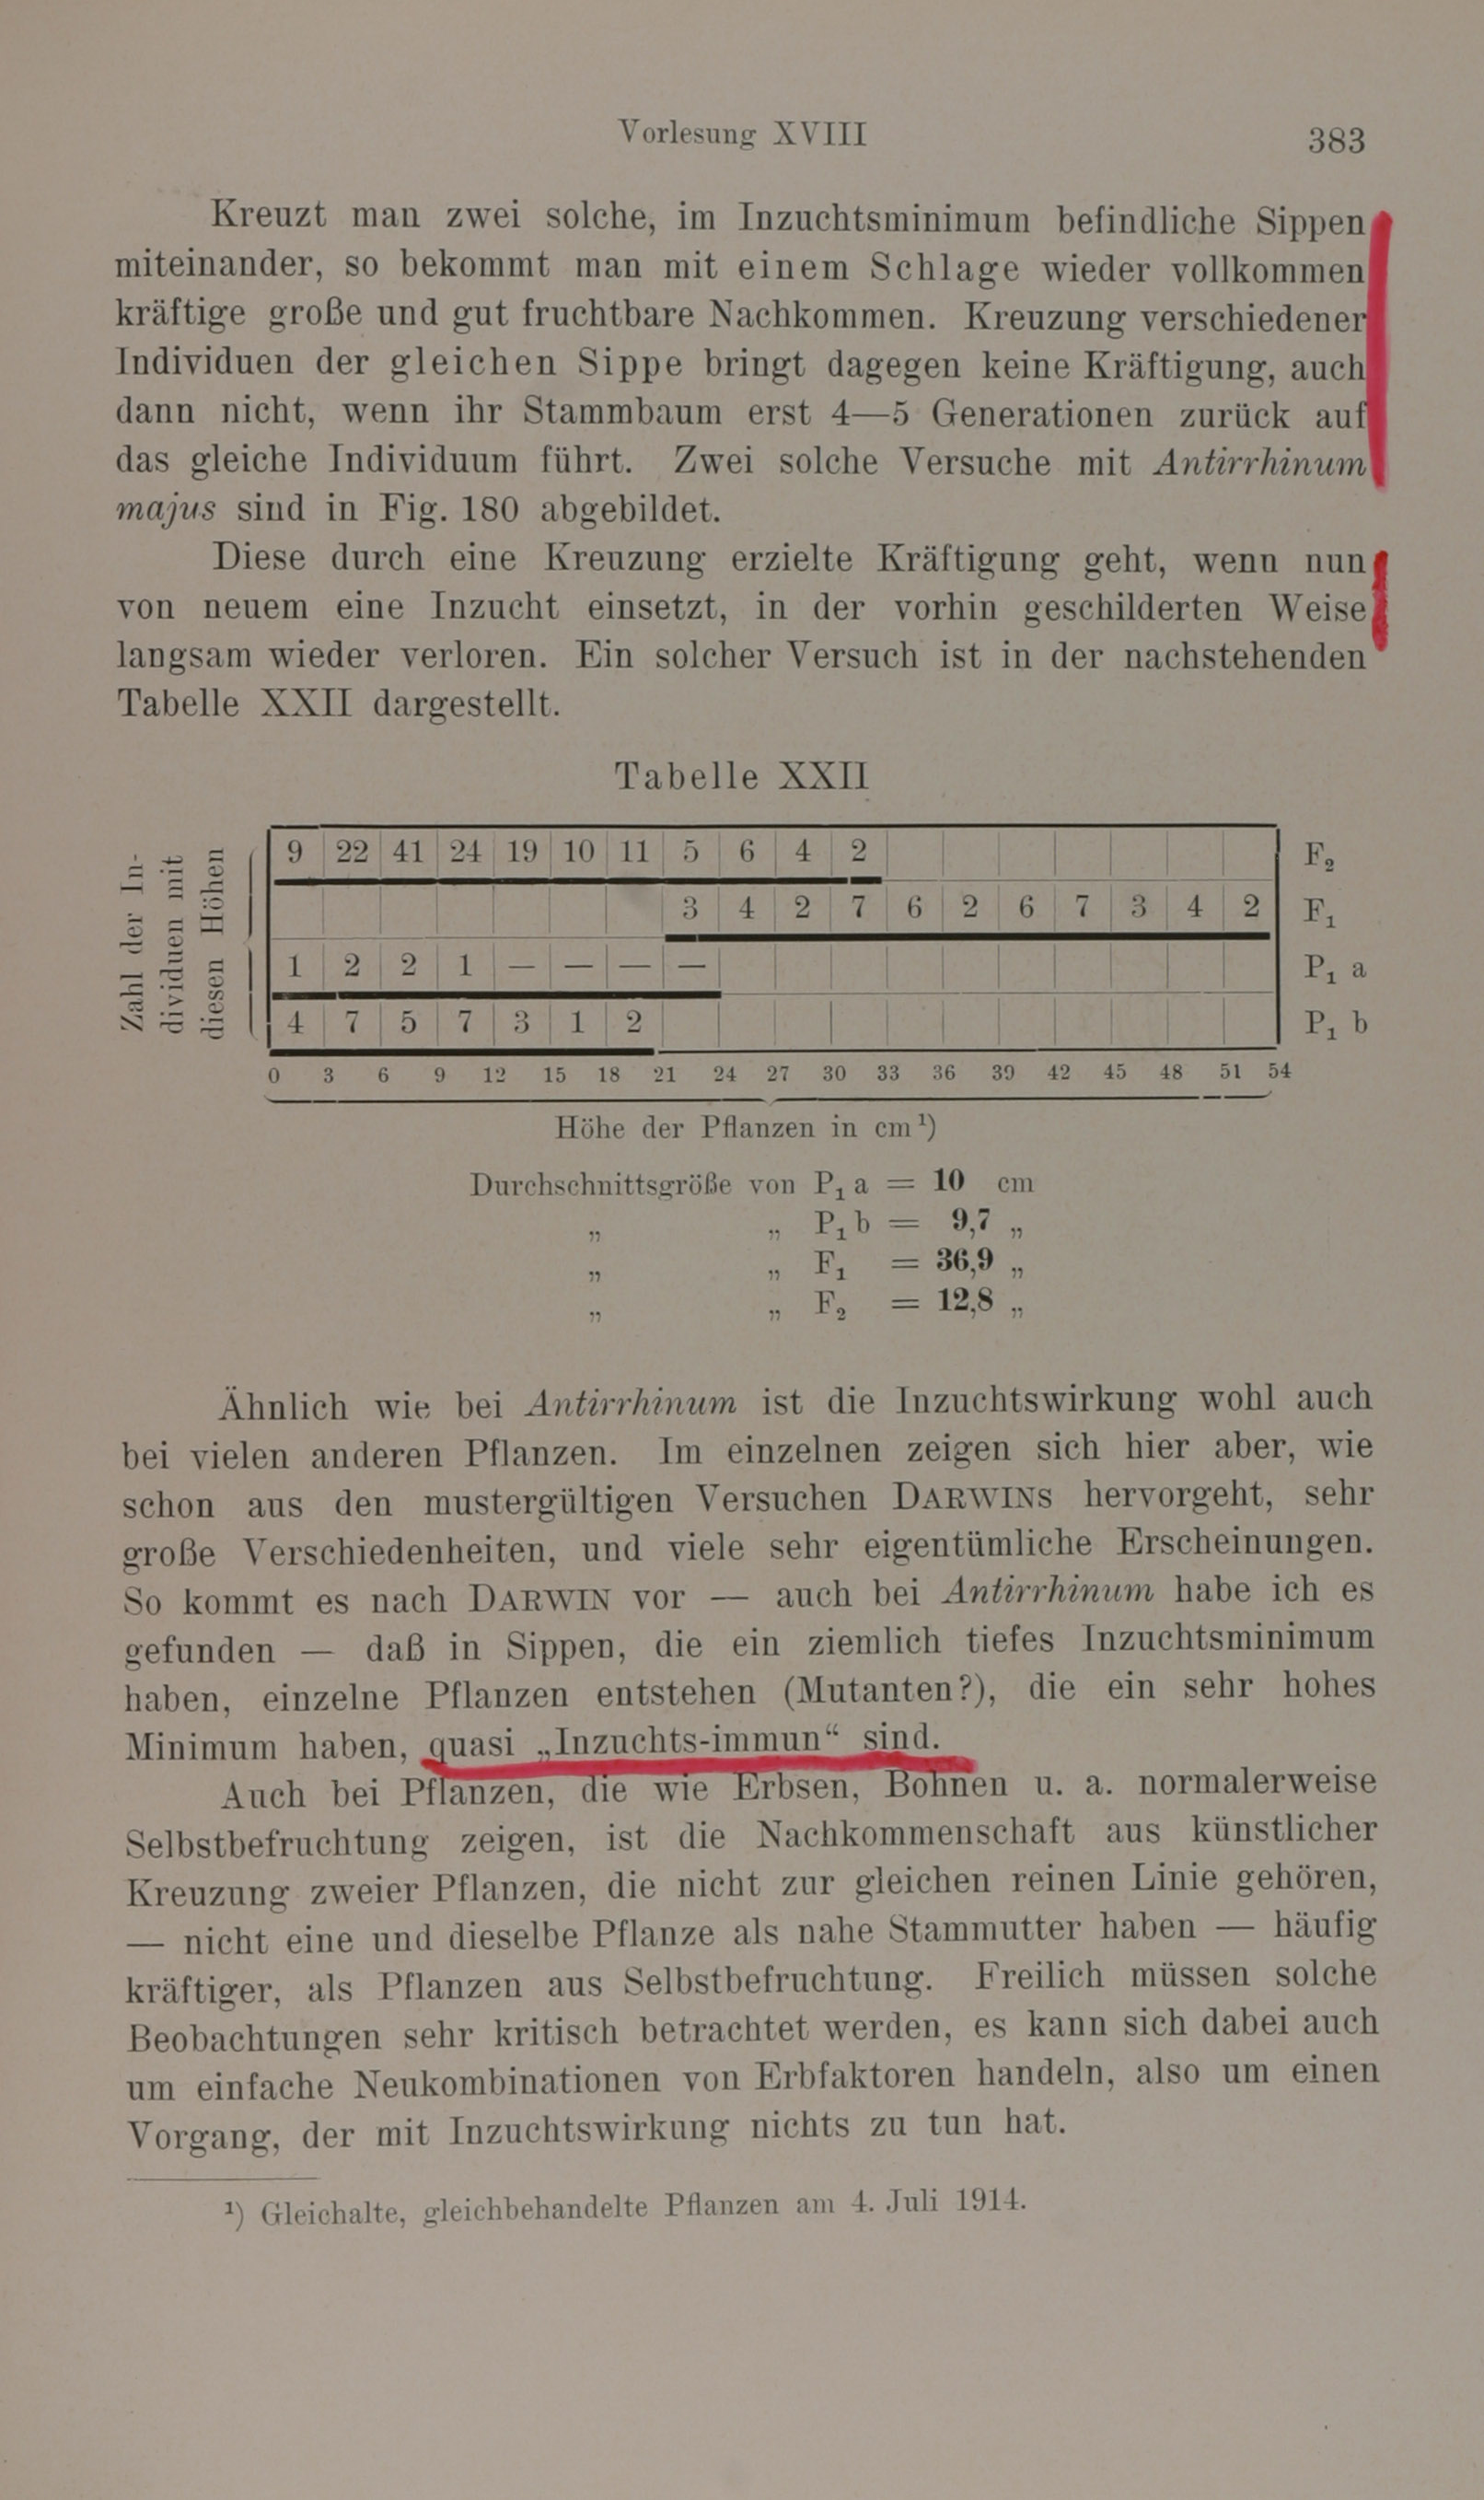 Vorlesung XVIII 383
Kreuzt man zwei solche, im Inzuchtsminimum befindliche Sippen
miteinander, so bekommt man mit einem Schlage wieder vollkommen
kräftige große und gut fruchtbare Nachkommen. Kreuzung verschiedener
Individuen der gleichen Sippe bringt dagegen keine Kräftigung, auch
dann nicht, wenn ihr Stammbaum erst 4—5 Generationen zurück auf
das gleiche Individuum führt. Zwei solche Versuche mit Antirrhinum
majus sind in Fig. 180 abgebildet.
Diese durch eine Kreuzung erzielte Kräftigung geht, wenn nun
von neuem eine Inzucht einsetzt, in der vorhin geschilderten Weise
langsam wieder verloren. Ein solcher Versuch ist in der nachstehenden
Tabelle XXII dargestellt.
Tabelle XXII
Zahl der In-
dividuen mit
diesen Höhen
9 22 41 24 19 10 11 5 6 4 2 F₂
3 4 2 7 6 2 6 7 3 4 2 F₁
1 2 2 1 — — — — P₁ a
4 7 5 7 3 1 2 P₁ b
0 3 6 9 12 15 18 21 24 27 30 33 36 39 42 45 48 51 54
Höhe der Pflanzen in cm¹)
Durchschnittsgröße von P₁ a = 10 cm
„ „ P₁ b = 9,7 „
„ „ F₁ = 36,9 „
„ „ F₂ = 12,8 „
Ähnlich wie bei Antirrhinum ist die Inzuchtswirkung wohl auch
bei vielen anderen Pflanzen. Im einzelnen zeigen sich hier aber, wie
schon aus den mustergültigen Versuchen DARWINS hervorgeht, sehr
große Verschiedenheiten, und viele sehr eigentümliche Erscheinungen.
So kommt es nach DARWIN vor — auch bei Antirrhinum habe ich es
gefunden — daß in Sippen, die ein ziemlich tiefes Inzuchtsminimum
haben, einzelne Pflanzen entstehen (Mutanten?), die ein sehr hohes
Minimum haben, quasi „Inzuchts-immun“ sind.
Auch bei Pflanzen, die wie Erbsen, Bohnen u. a. normalerweise
Selbstbefruchtung zeigen, ist die Nachkommenschaft aus künstlicher
Kreuzung zweier Pflanzen, die nicht zur gleichen reinen Linie gehören,
— nicht eine und dieselbe Pflanze als nahe Stammutter haben — häufig
kräftiger, als Pflanzen aus Selbstbefruchtung. Freilich müssen solche
Beobachtungen sehr kritisch betrachtet werden, es kann sich dabei auch
um einfache Neukombinationen von Erbfaktoren handeln, also um einen
Vorgang, der mit Inzuchtswirkung nichts zu tun hat.
¹) Gleichalte, gleichbehandelte Pflanzen am 4. Juli 1914.